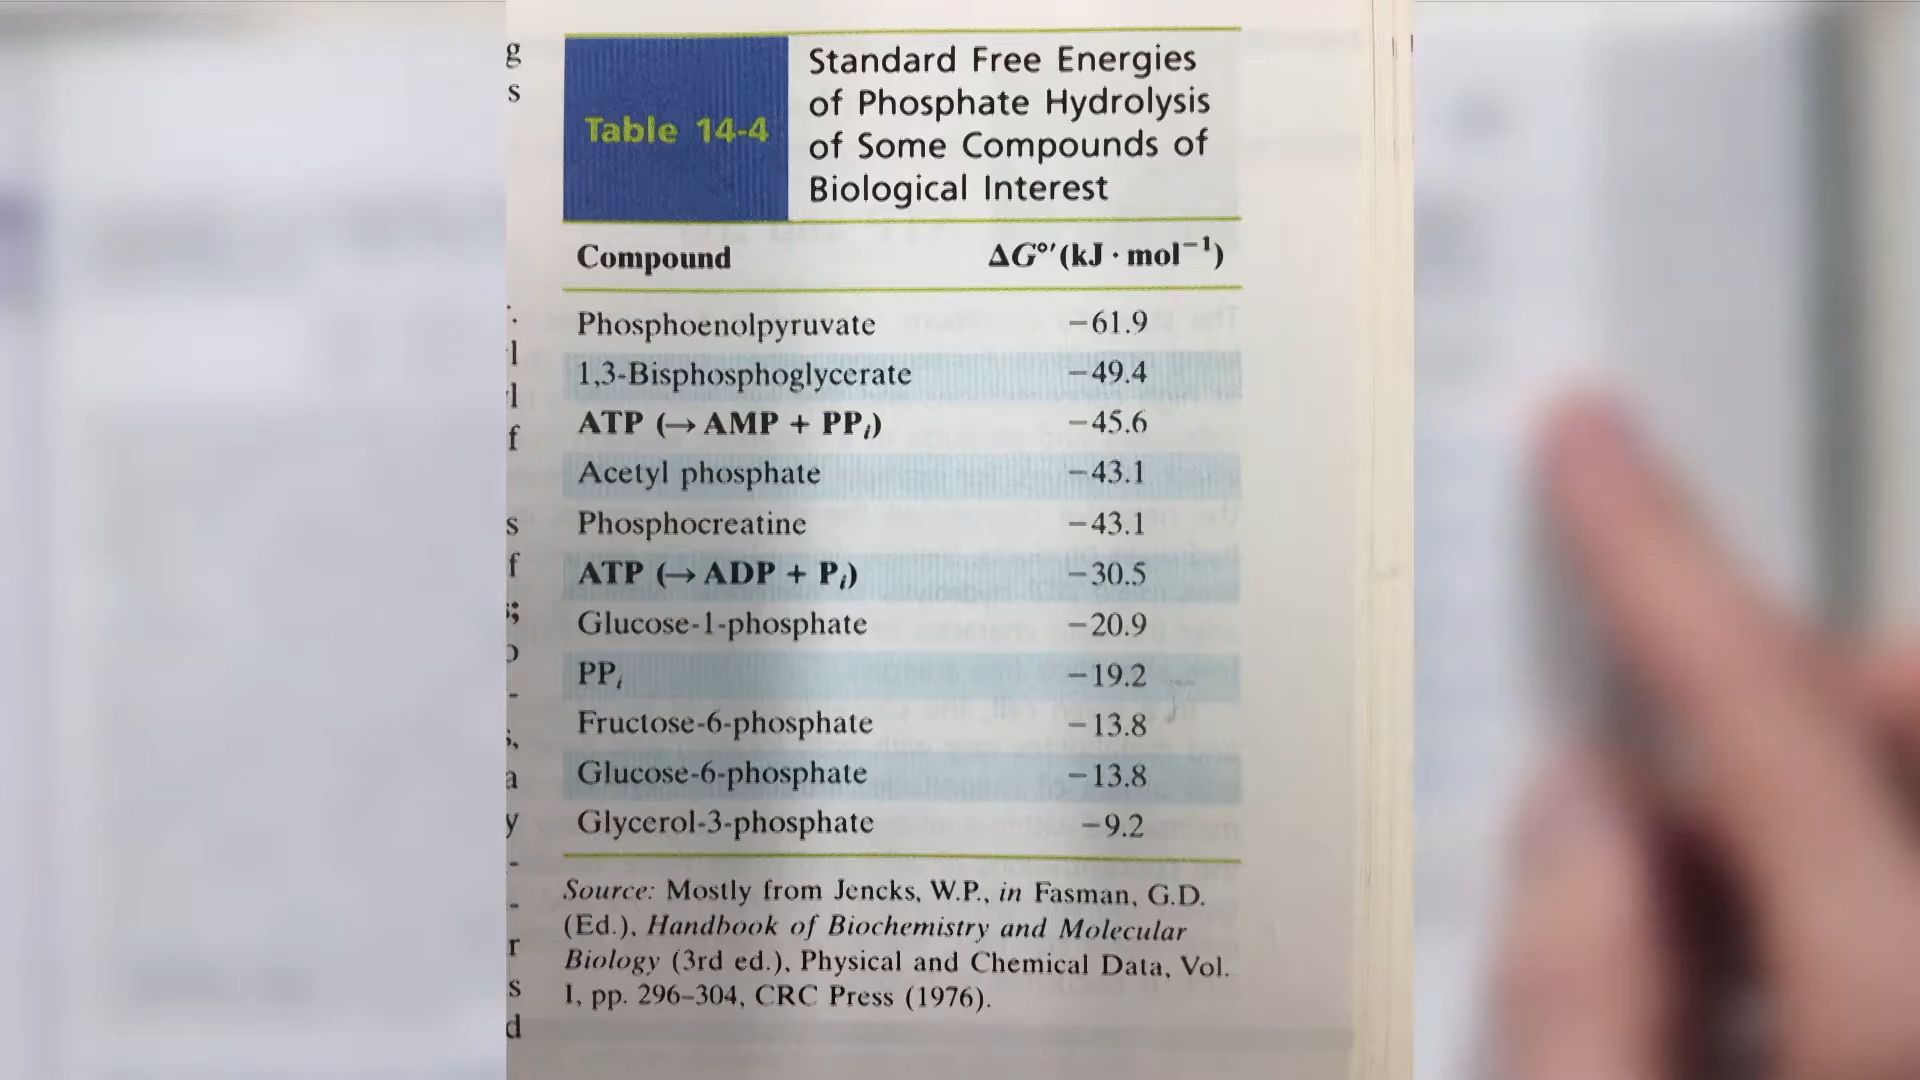 Table 14-4
Standard Free Energies
of Phosphate Hydrolysis
of Some Compounds of
Biological Interest
Compound ΔG°′(kJ · mol⁻¹)
Phosphoenolpyruvate −61.9
1,3-Bisphosphoglycerate −49.4
ATP (→ AMP + PPᵢ) −45.6
Acetyl phosphate −43.1
Phosphocreatine −43.1
ATP (→ ADP + Pᵢ) −30.5
Glucose-1-phosphate −20.9
PPᵢ −19.2
Fructose-6-phosphate −13.8
Glucose-6-phosphate −13.8
Glycerol-3-phosphate −9.2
Source: Mostly from Jencks, W.P., in Fasman, G.D.
(Ed.), Handbook of Biochemistry and Molecular
Biology (3rd ed.), Physical and Chemical Data, Vol.
I, pp. 296–304, CRC Press (1976).